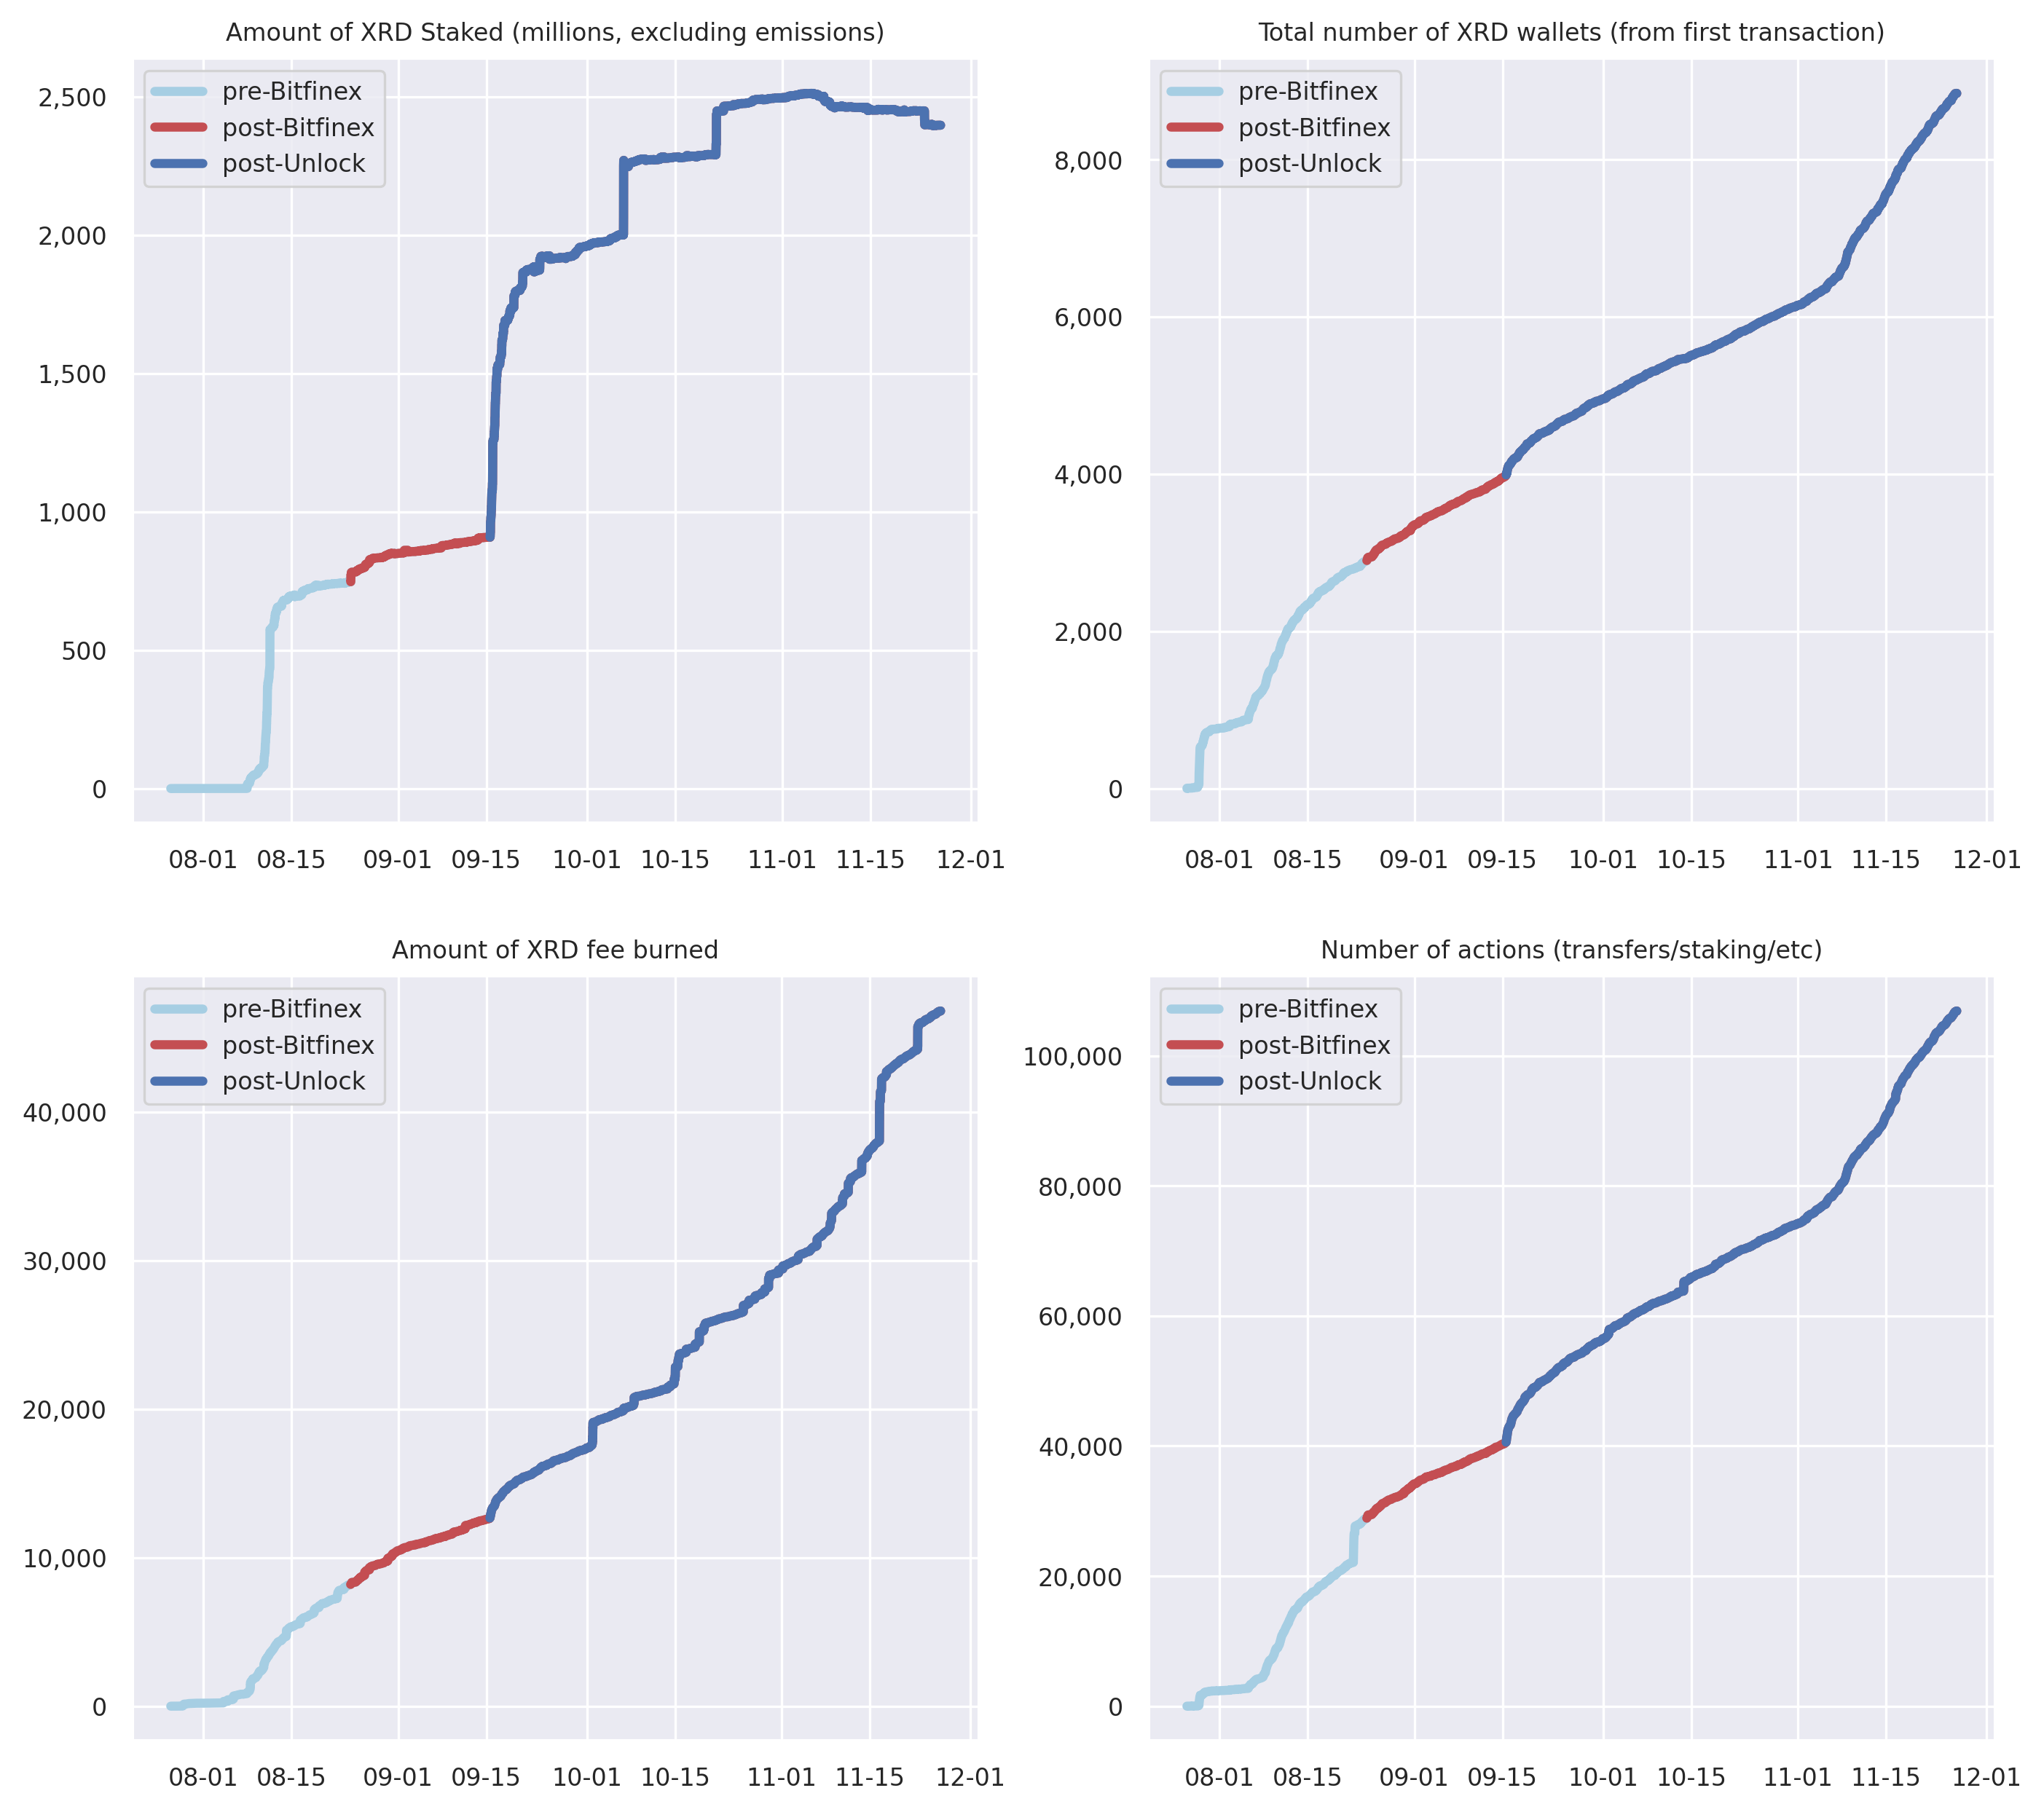 Amount of XRD Staked (millions, excluding emissions)
pre-Bitfinex
post-Bitfinex
post-Unlock
2,500
2,000
1,500
1,000
500
0
08-01 08-15 09-01 09-15 10-01 10-15 11-01 11-15 12-01
Total number of XRD wallets (from first transaction)
pre-Bitfinex
post-Bitfinex
post-Unlock
8,000
6,000
4,000
2,000
0
08-01 08-15 09-01 09-15 10-01 10-15 11-01 11-15 12-01
Amount of XRD fee burned
pre-Bitfinex
post-Bitfinex
post-Unlock
40,000
30,000
20,000
10,000
0
08-01 08-15 09-01 09-15 10-01 10-15 11-01 11-15 12-01
Number of actions (transfers/staking/etc)
pre-Bitfinex
post-Bitfinex
post-Unlock
100,000
80,000
60,000
40,000
20,000
0
08-01 08-15 09-01 09-15 10-01 10-15 11-01 11-15 12-01